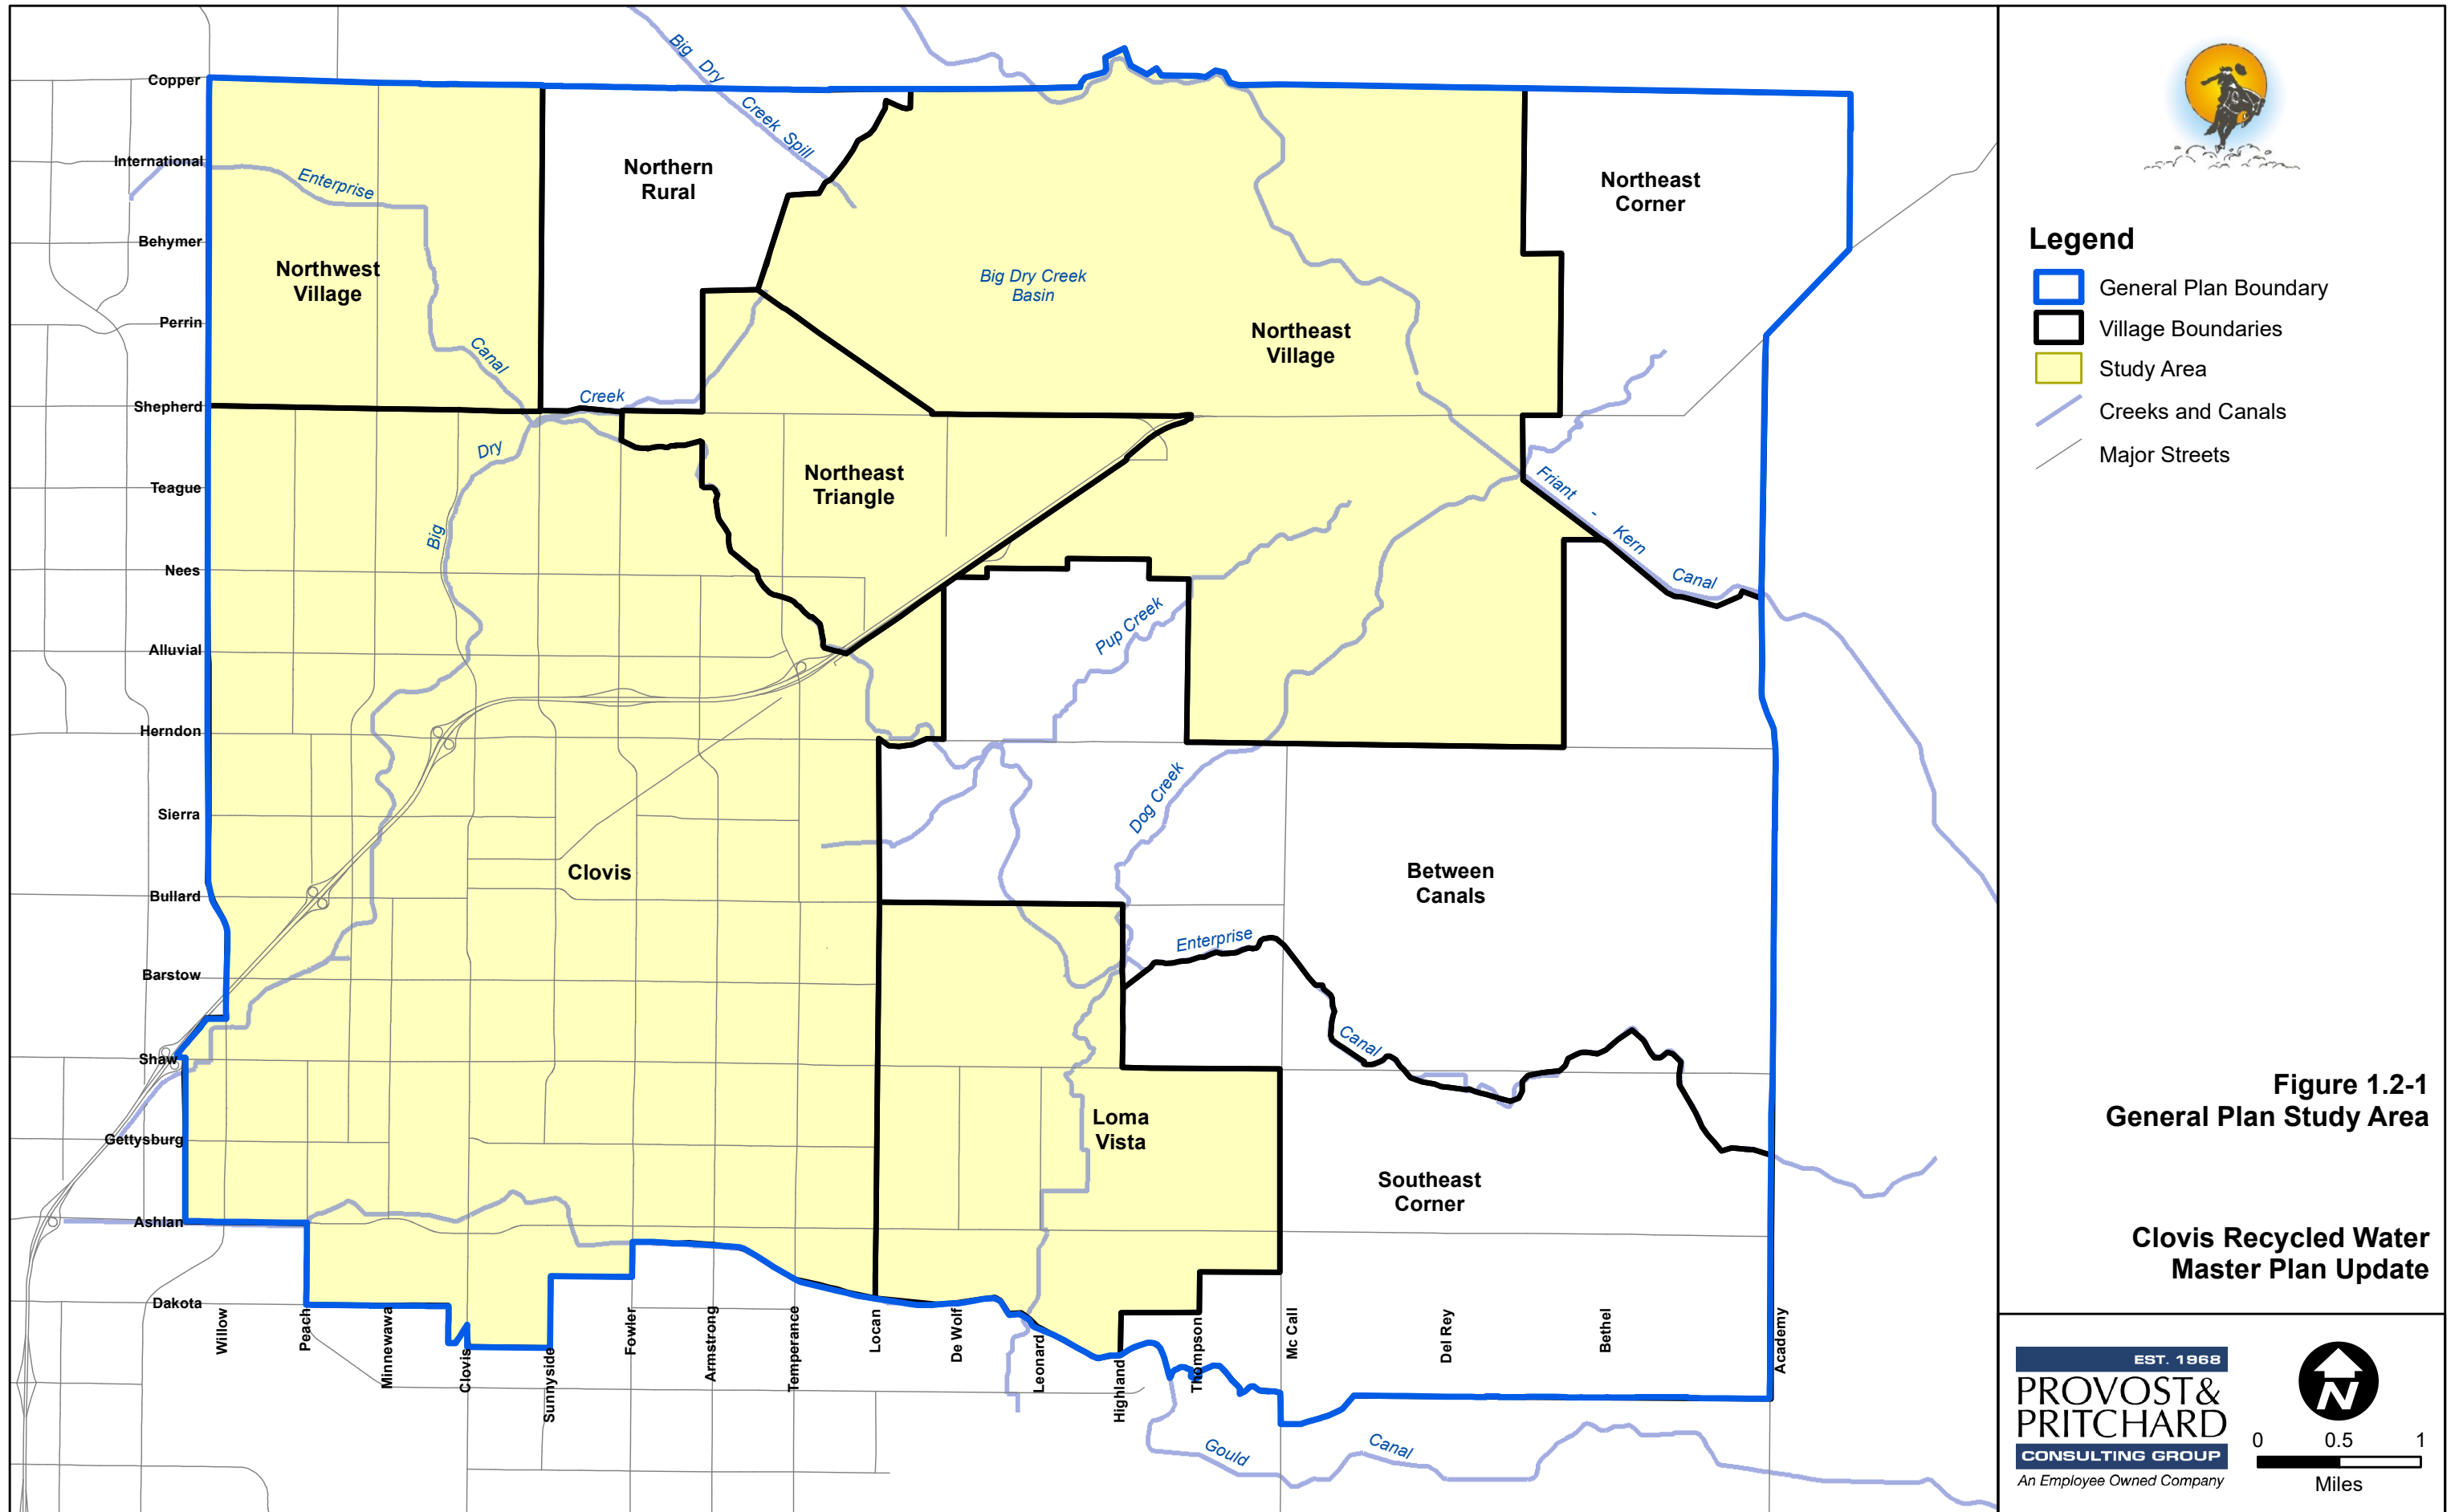 Copper
International
Behymer
Perrin
Shepherd
Teague
Nees
Alluvial
Herndon
Sierra
Bullard
Barstow
Shaw
Gettysburg
Ashlan
Dakota
Willow
Peach
Minnewawa
Clovis
Sunnyside
Fowler
Armstrong
Temperance
Locan
De Wolf
Leonard
Highland
Thompson
Mc Call
Del Rey
Bethel
Academy
Big Dry
Creek Spill
Enterprise
Canal
Northwest
Village
Northern
Rural
Big Dry Creek
Basin
Northeast
Village
Northeast
Corner
Creek
Dry
Big
Northeast
Triangle
Friant - Kern
Canal
Pup Creek
Dog Creek
Clovis
Between
Canals
Enterprise
Canal
Loma
Vista
Southeast
Corner
Gould
Canal
Legend
General Plan Boundary
Village Boundaries
Study Area
Creeks and Canals
Major Streets
Figure 1.2-1
General Plan Study Area
Clovis Recycled Water
Master Plan Update
EST. 1968
PROVOST&
PRITCHARD
CONSULTING GROUP
An Employee Owned Company
N
0 0.5 1
Miles